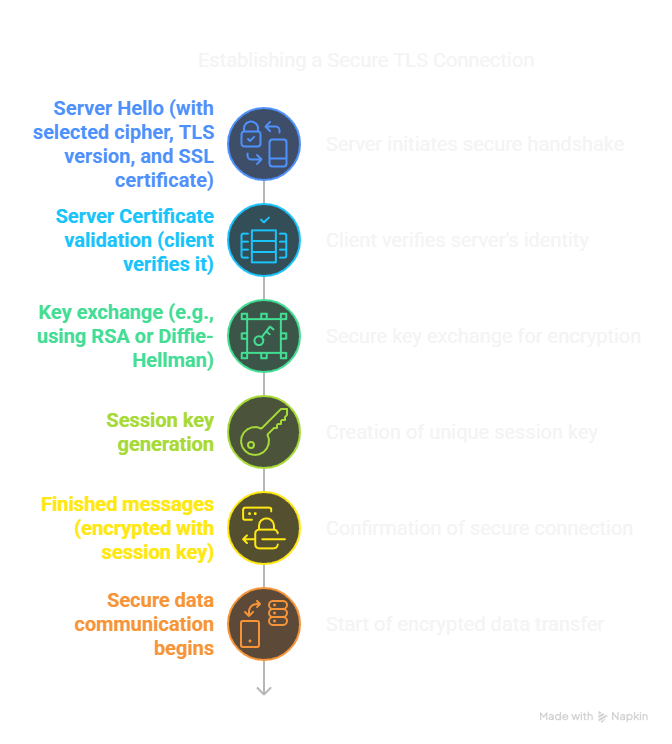 Establishing a Secure TLS Connection
Server Hello (with
selected cipher, TLS
version, and SSL
certificate)
Server initiates secure handshake
Server Certificate
validation (client
verifies it)
Client verifies server's identity
Key exchange (e.g.,
using RSA or Diffie-
Hellman)
Secure key exchange for encryption
Session key
generation
Creation of unique session key
Finished messages
(encrypted with
session key)
Confirmation of secure connection
Secure data
communication
begins
Start of encrypted data transfer
Made with Napkin